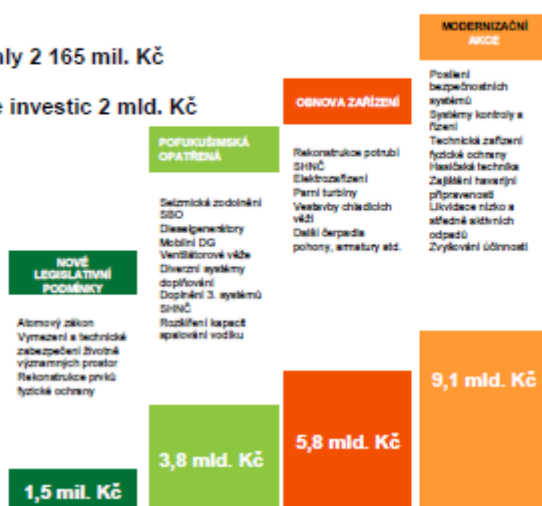 ly 2 165 mil. Kč
investic 2 mld. Kč
MODERNIZAČNÍ
AKCE
Posílení
bezpečnostních
systémů
Systémy kontroly a
řízení
Technická zařízení
fyzické ochrany
Hasičská technika
Zajištění havarijní
připravenosti
Likvidace nízko a
středně aktivních
odpadů
Zvyšování účinnosti
9,1 mld. Kč
OBNOVA ZAŘÍZENÍ
Rekonstrukce potrubí
SHNČ
Elektrozařízení
Parní turbíny
Vestavby chladících
věží
Další čerpadla
pohony, armatury atd.
5,8 mld. Kč
POFUKUŠIMSKÁ
OPATŘENÁ
Seizmické zodolnění
SBO
Dieselgenerátory
Mobilní DG
Ventilátorové věže
Diverzní systémy
doplňování
Doplnění 3. systémů
SHNČ
Rozšíření kapacit
spalování vodíku
3,8 mld. Kč
NOVÉ
LEGISLATIVNÍ
PODMÍNKY
Atomový zákon
Vymezení a technické
zabezpečení životně
významných prostor
Rekonstrukce prvků
fyzické ochrany
1,5 mil. Kč